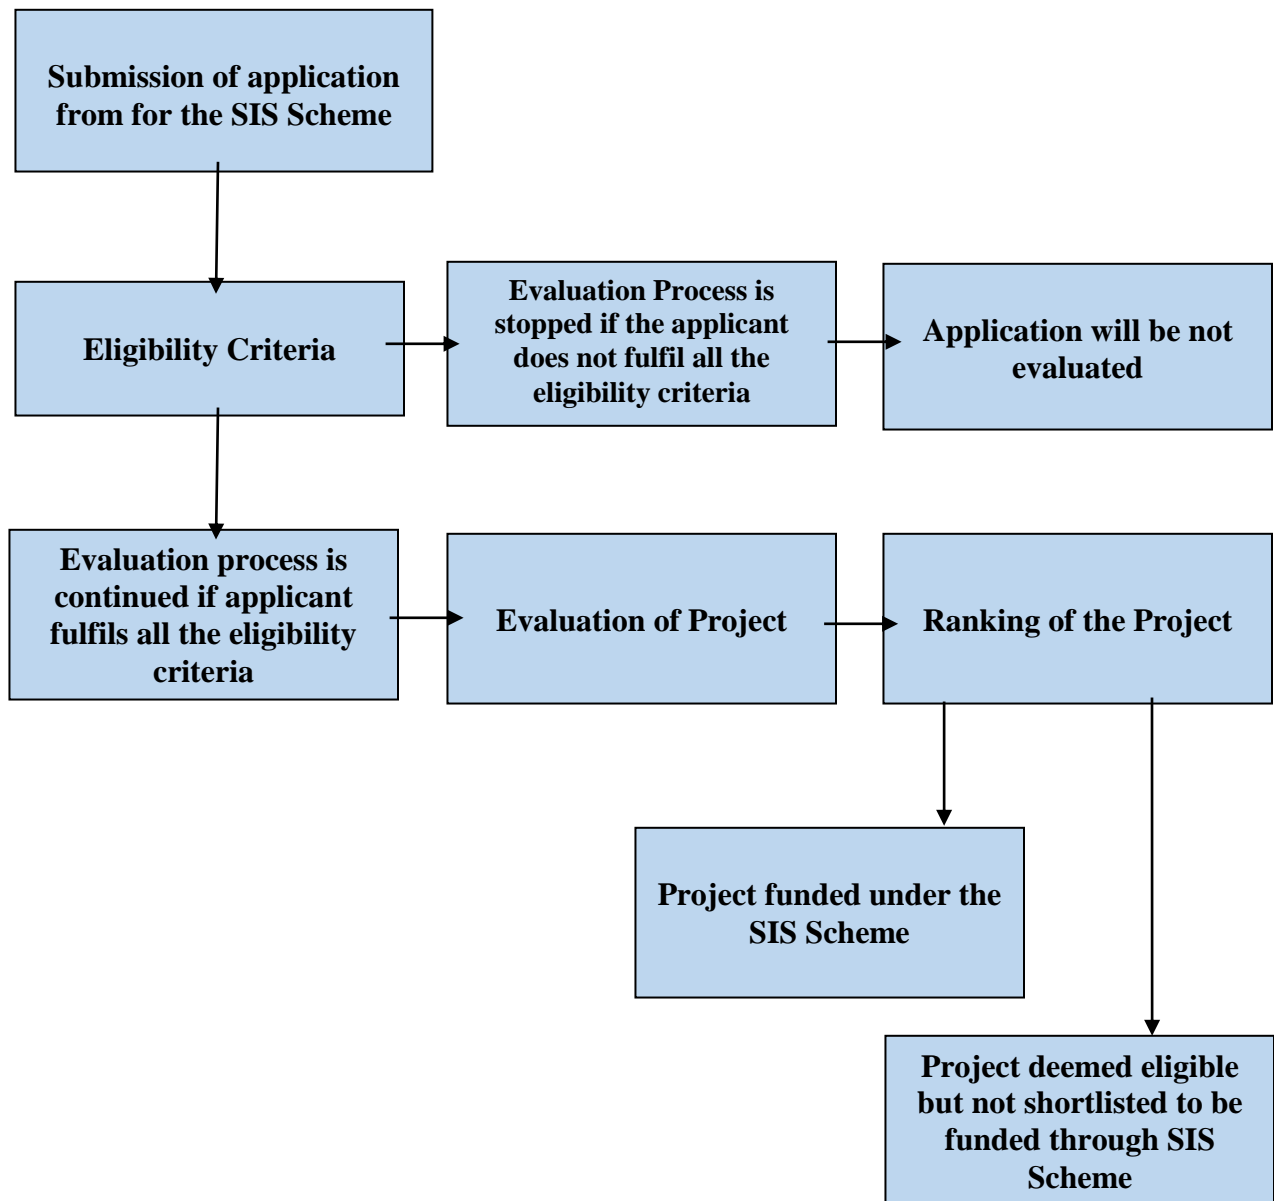 Submission of application
from for the SIS Scheme
Eligibility Criteria
Evaluation Process is
stopped if the applicant
does not fulfil all the
eligibility criteria
Application will be not
evaluated
Evaluation process is
continued if applicant
fulfils all the eligibility
criteria
Evaluation of Project
Ranking of the Project
Project funded under the
SIS Scheme
Project deemed eligible
but not shortlisted to be
funded through SIS
Scheme